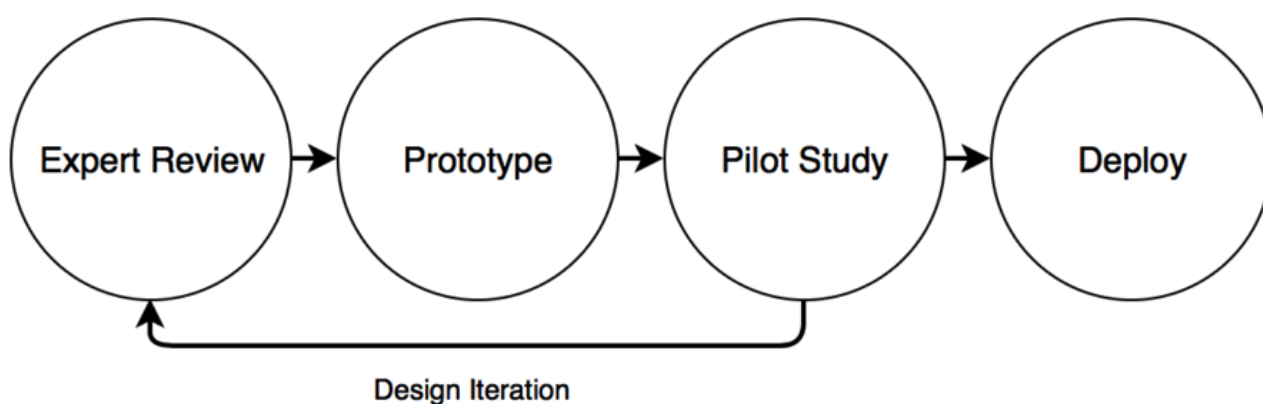 Expert Review
Prototype
Pilot Study
Deploy
Design Iteration